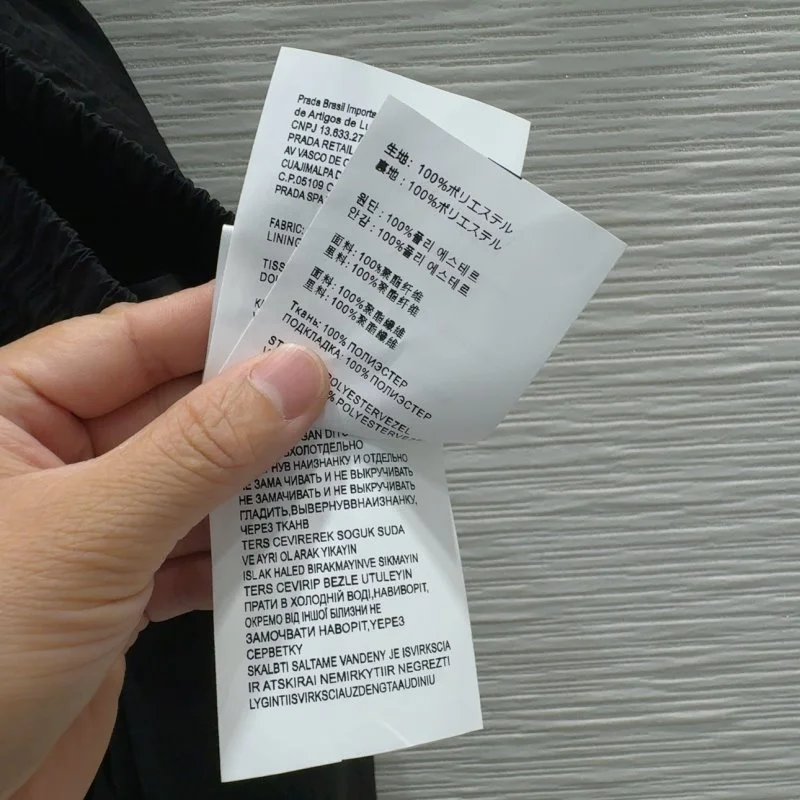 Prada Brasil Importa
de Artigos de Lu
CNPJ 13.633.27
PRADA RETAIL
AV VASCO DE
CUAJIMALPA D
C.P.05109 C
PRADA SPA
FABRIC:
LINING
TISS
DOU
生地: 100%ポリエステル
裏地: 100%ポリエステル
원단: 100%폴리 에스테르
안감: 100%폴리 에스테르
面料: 100%聚酯纤维
里料: 100%聚酯纤维
面料: 100%聚酯纖維
里料: 100%聚酯纖維
Ткань: 100% ПОЛИЭСТЕР
ПОДКЛАДКА: 100% ПОЛИЭСТЕР
ST
POLYESTERVEZEL
% POLYESTERVEZE
НУВ НАИЗНАНКУ И ОТДЕЛЬНО
ЗАМА ЧИВАТЬ И НЕ ВЫКРУЧИВАТЬ
НЕ ЗАМАЧИВАТЬ И НЕ ВЫКРУЧИВАТЬ
ГЛАДИТЬ,ВЫВЕРНУВВНАИЗНАНКУ,
ЧЕРЕЗ ТКАНВ
TERS CEVIREREK SOGUK SUDA
VE AYRI OLARAK YIKAYIN
ISLAK HALED BIRAKMAYINVE SIKMAYIN
TERS CEVIRIP BEZLE UTULEYIN
ПРАТИ В ХОЛОДНІЙ ВОДІ,НАВИВОРІТ,
ОКРЕМО ВІД ІНШОЇ БІЛИЗНИ НЕ
ЗАМОЧВАТИ НАВОРІТ,ЧЕРЕЗ
СЕРВЕТКУ
SKALBTI SALTAME VANDENY JE ISVIRKSCIA
IR ATSKIRAI NEMIRKYTIIR NEGREZTI
LYGINTIISVIRKSCIAUZDENGTAAUDINIU